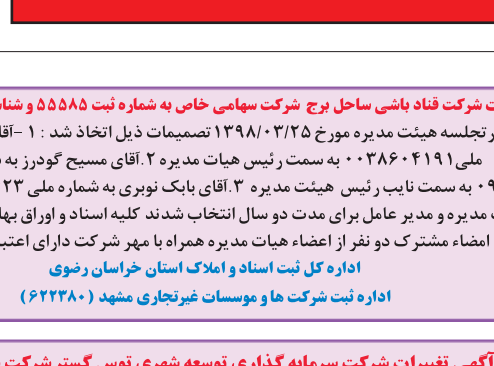 شرکت قناد باشی ساحل برج شرکت سهامی خاص به شماره ثبت ۵۵۵۸۵ و
تجلسه هیئت مدیره مورخ ۱۳۹۸/۰۳/۲۵ تصمیمات ذیل اتخاذ شد : ۱ -آقا
ملی ۰۰۳۸۶۰۴۱۹۱ به سمت رئیس هیات مدیره ۲.آقای مسیح گودرز به
۰۹ به سمت نایب رئیس هیئت مدیره ۳.آقای بابک نوبری به شماره ملی ۲۳
مدیره و مدیر عامل برای مدت دو سال انتخاب شدند کلیه اسناد و اوراق بها
امضاء مشترک دو نفر از اعضاء هیات مدیره همراه با مهر شرکت دارای اعتب
اداره کل ثبت اسناد و املاک استان خراسان رضوی
اداره ثبت شرکت ها و موسسات غیرتجاری مشهد (۶۲۲۳۸۰)
آگهی تغییرات شرکت سرمایه گذاری توسعه شهری توس گستر شرکت